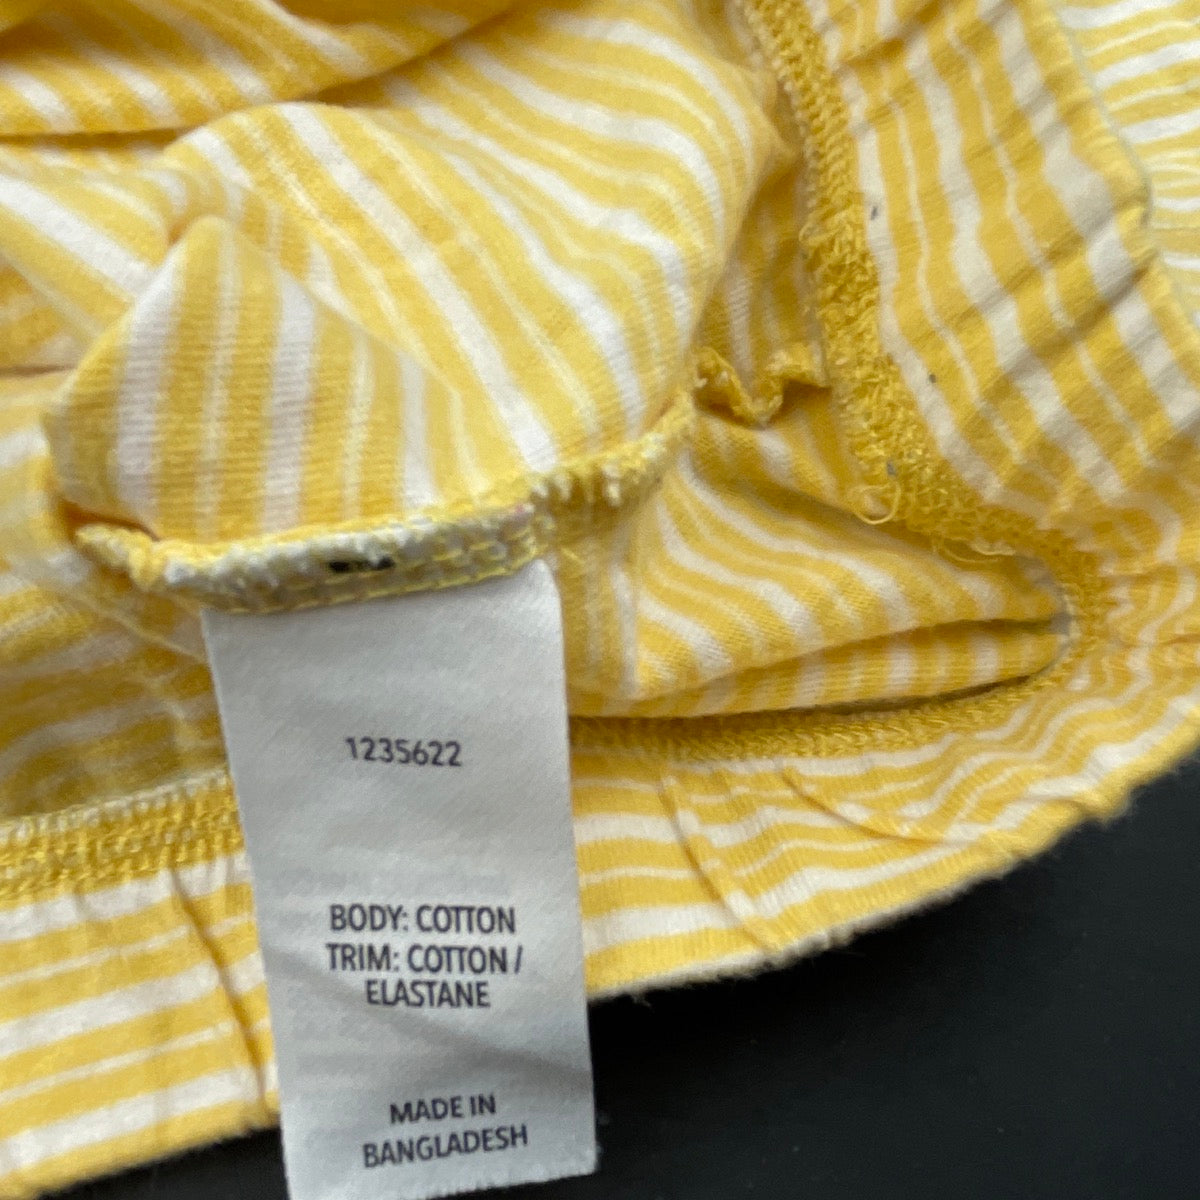 1235622
BODY: COTTON
TRIM: COTTON /
ELASTANE
MADE IN
BANGLADESH